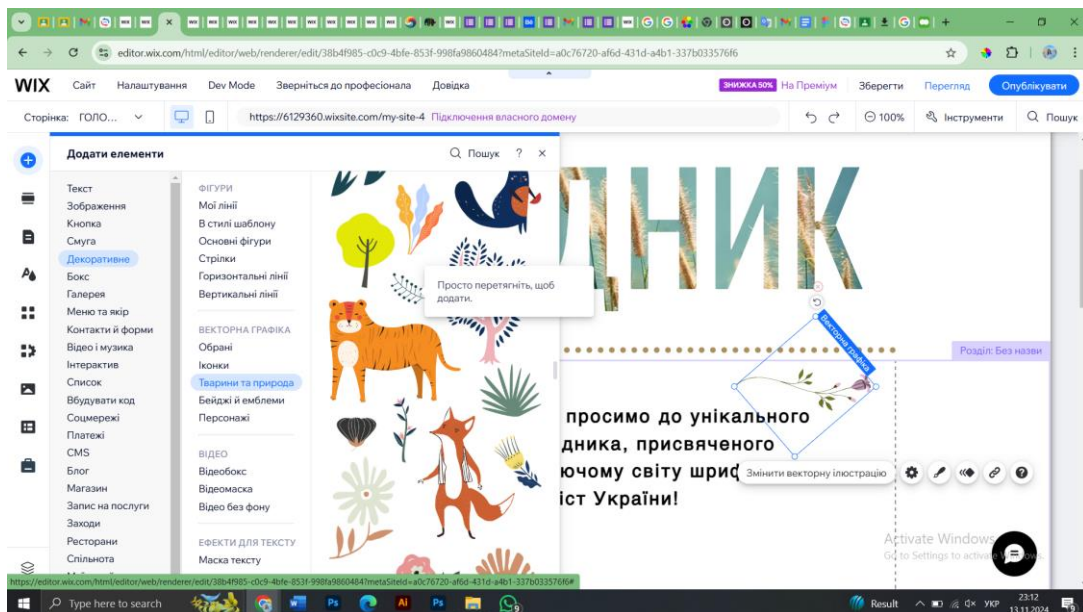 editor.wix.com/html/editor/web/renderer/edit/38b4f985-c0c9-4bfe-853f-998fa9860484?metaSiteId=a0c76720-af6d-431d-a4b1-337b033576f6
WIX Сайт Налаштування Dev Mode Зверніться до професіонала Довідка ЗНИЖКА 50% На Преміум Зберегти Перегляд Опублікувати
Сторінка: ГОЛО... https://6129360.wixsite.com/my-site-4 Підключення власного домену 100% Інструменти Пошук
Додати елементи Пошук ? ×
Текст
Зображення
Кнопка
Смуга
Декоративне
Бокс
Галерея
Меню та якір
Контакти й форми
Відео і музика
Інтерактив
Список
Вбудувати код
Соцмережі
Платежі
CMS
Блог
Магазин
Запис на послуги
Заходи
Ресторани
Спільнота
ФІГУРИ
Мої лінії
В стилі шаблону
Основні фігури
Стрілки
Горизонтальні лінії
Вертикальні лінії
ВЕКТОРНА ГРАФІКА
Обрані
Іконки
Тварини та природа
Бейджі й емблеми
Персонажі
ВІДЕО
Відеобокс
Відеомаска
Відео без фону
ЕФЕКТИ ДЛЯ ТЕКСТУ
Маска тексту
Просто перетягніть, щоб
додати.
ДНИК
Векторна графіка
Розділ: Без назви
просимо до унікального
дника, присвяченого
ючому світу шриф
іст України!
Змінити векторну ілюстрацію
Activate Windows
Go to Settings to activate Windows.
https://editor.wix.com/html/editor/web/renderer/edit/38b4f985-c0c9-4bfe-853f-998fa9860484?metaSiteId=a0c76720-af6d-431d-a4b1-337b033576f6#
Type here to search Result УКР 23:12
13.11.2024